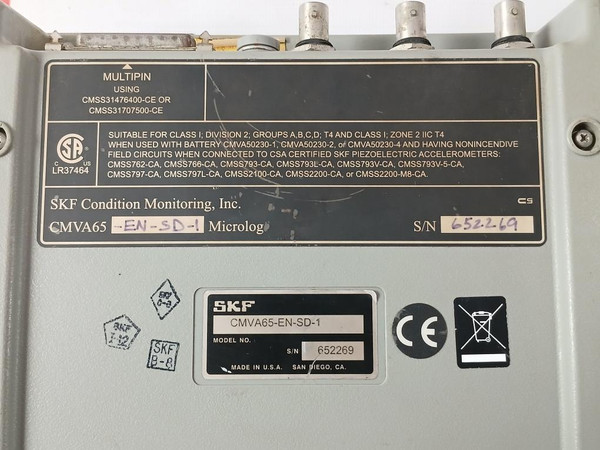 MULTIPIN
USING
CMSS31476400-CE OR
CMSS31707500-CE
SUITABLE FOR CLASS I; DIVISION 2; GROUPS A,B,C,D; T4 AND CLASS I; ZONE 2 IIC T4
WHEN USED WITH BATTERY CMVA50230-1, CMVA50230-2, or CMVA50230-4 AND HAVING NONINCENDIVE
FIELD CIRCUITS WHEN CONNECTED TO CSA CERTIFIED SKF PIEZOELECTRIC ACCELEROMETERS:
CMSS762-CA, CMSS766-CA, CMSS793-CA, CMSS793L-CA, CMSS793V-CA, CMSS793V-5-CA,
CMSS797-CA, CMSS797L-CA, CMSS2100-CA, CMSS2200-CA, or CMSS2200-M8-CA.
C US
LR37464
SKF Condition Monitoring, Inc.
CMVA65 -EN-SD-1 Microlog S/N 652269
SKF
CMVA65-EN-SD-1
MODEL NO.
S/N 652269
MADE IN U.S.A. SAN DIEGO, CA.
CE
SKF
B-8